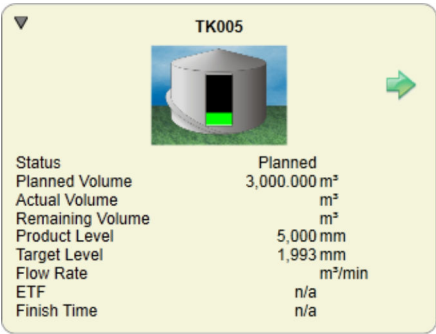 TK005
Status Planned
Planned Volume 3,000.000 m³
Actual Volume m³
Remaining Volume m³
Product Level 5,000 mm
Target Level 1,993 mm
Flow Rate m³/min
ETF n/a
Finish Time n/a